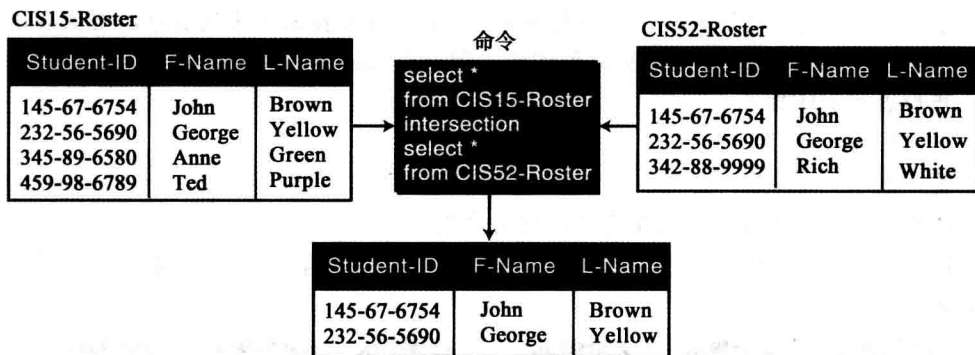 CIS15-Roster
Student-ID F-Name L-Name
145-67-6754 John Brown
232-56-5690 George Yellow
345-89-6580 Anne Green
459-98-6789 Ted Purple
命令
select *
from CIS15-Roster
intersection
select *
from CIS52-Roster
CIS52-Roster
Student-ID F-Name L-Name
145-67-6754 John Brown
232-56-5690 George Yellow
342-88-9999 Rich White
Student-ID F-Name L-Name
145-67-6754 John Brown
232-56-5690 George Yellow